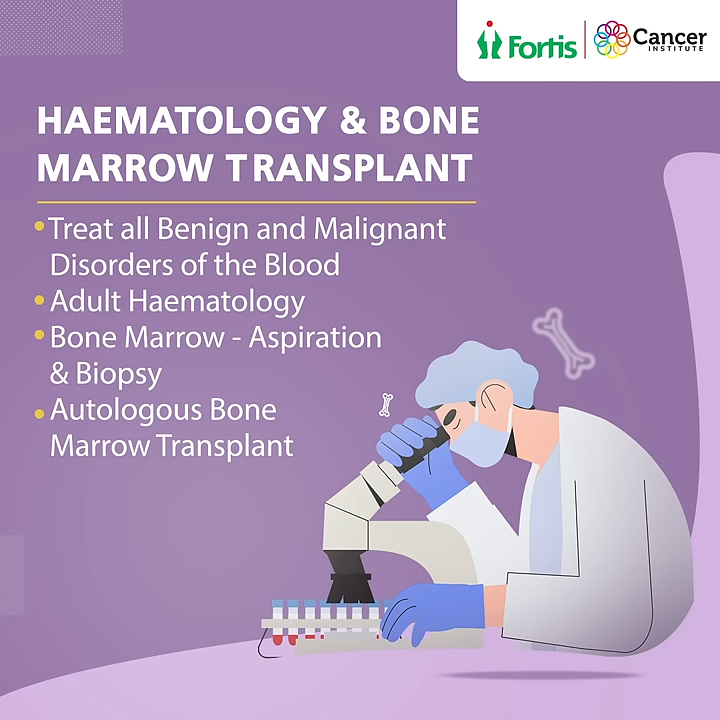 Fortis
Cancer
INSTITUTE
HAEMATOLOGY & BONE
MARROW TRANSPLANT
• Treat all Benign and Malignant
Disorders of the Blood
• Adult Haematology
• Bone Marrow - Aspiration
& Biopsy
• Autologous Bone
Marrow Transplant